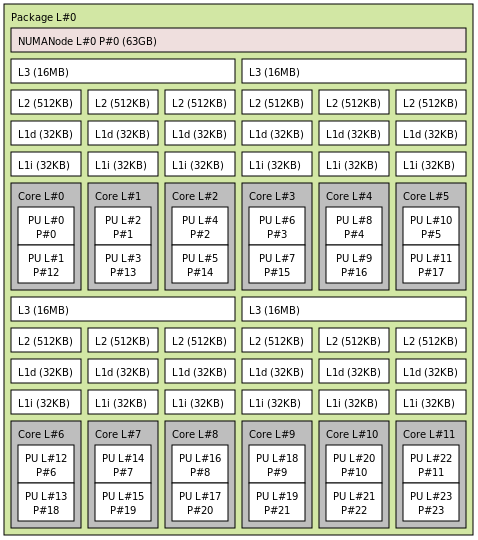 Package L#0
NUMANode L#0 P#0 (63GB)
L3 (16MB) L3 (16MB)
L2 (512KB) L2 (512KB) L2 (512KB) L2 (512KB) L2 (512KB) L2 (512KB)
L1d (32KB) L1d (32KB) L1d (32KB) L1d (32KB) L1d (32KB) L1d (32KB)
L1i (32KB) L1i (32KB) L1i (32KB) L1i (32KB) L1i (32KB) L1i (32KB)
Core L#0 Core L#1 Core L#2 Core L#3 Core L#4 Core L#5
PU L#0 PU L#2 PU L#4 PU L#6 PU L#8 PU L#10
P#0 P#1 P#2 P#3 P#4 P#5
PU L#1 PU L#3 PU L#5 PU L#7 PU L#9 PU L#11
P#12 P#13 P#14 P#15 P#16 P#17
L3 (16MB) L3 (16MB)
L2 (512KB) L2 (512KB) L2 (512KB) L2 (512KB) L2 (512KB) L2 (512KB)
L1d (32KB) L1d (32KB) L1d (32KB) L1d (32KB) L1d (32KB) L1d (32KB)
L1i (32KB) L1i (32KB) L1i (32KB) L1i (32KB) L1i (32KB) L1i (32KB)
Core L#6 Core L#7 Core L#8 Core L#9 Core L#10 Core L#11
PU L#12 PU L#14 PU L#16 PU L#18 PU L#20 PU L#22
P#6 P#7 P#8 P#9 P#10 P#11
PU L#13 PU L#15 PU L#17 PU L#19 PU L#21 PU L#23
P#18 P#19 P#20 P#21 P#22 P#23